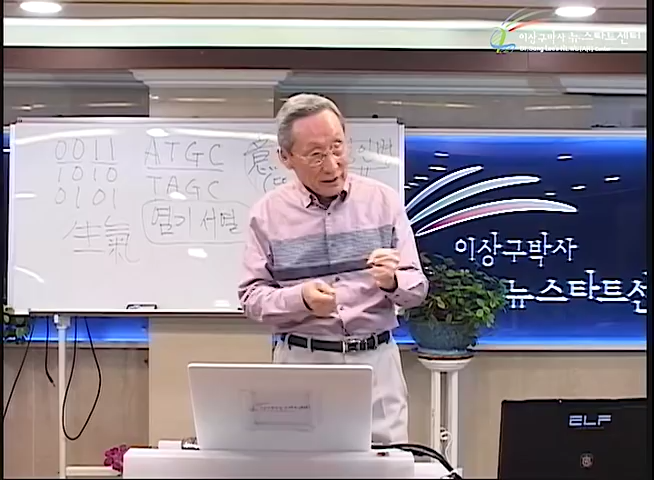 이상구박사 뉴스타트센터
0011
1010
0101
生氣
ATGC
TAGC
염기 서열
이상구박사
뉴스타트센
ELF